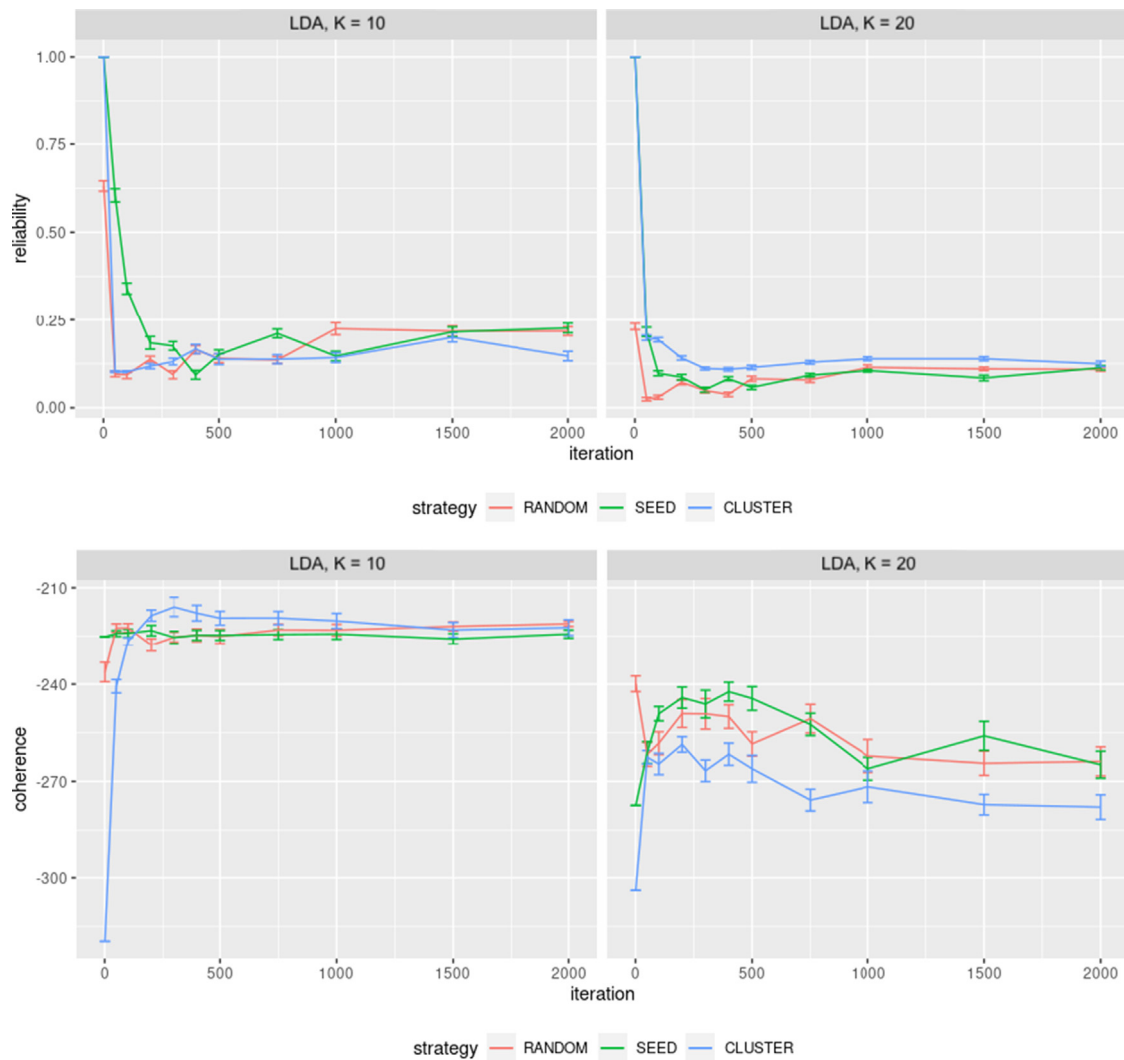 LDA, K = 10
LDA, K = 20
1.00
0.75
0.50
0.25
0.00
reliability
0 500 1000 1500 2000
0 500 1000 1500 2000
iteration
strategy RANDOM SEED CLUSTER
LDA, K = 10
LDA, K = 20
-210
-240
-270
-300
coherence
0 500 1000 1500 2000
0 500 1000 1500 2000
iteration
strategy RANDOM SEED CLUSTER